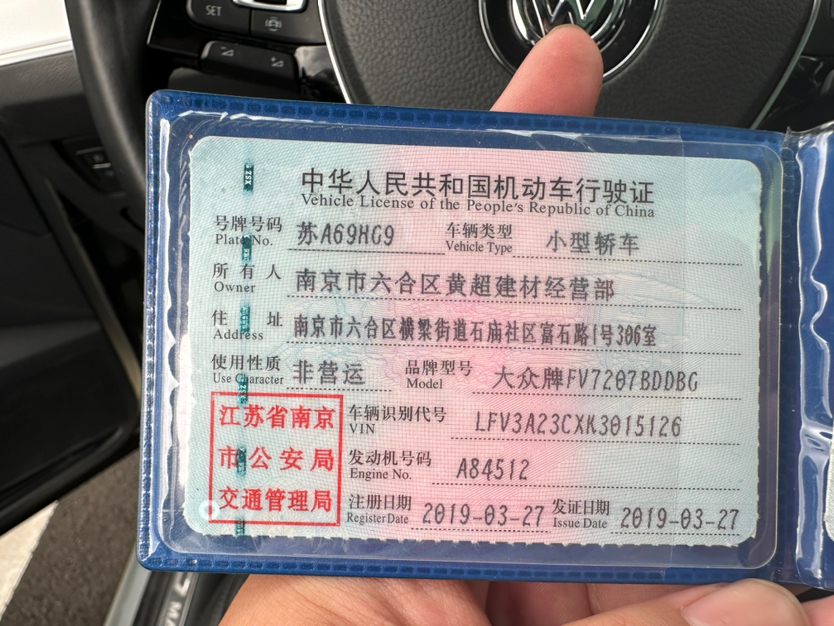 SET
中华人民共和国机动车行驶证
Vehicle License of the People's Republic of China
号牌号码 Plate No. 苏A69HG9 车辆类型 Vehicle Type 小型轿车
所有人 Owner 南京市六合区黄超建材经营部
住址 Address 南京市六合区横梁街道石庙社区富石路1号306室
使用性质 Use Character 非营运 品牌型号 Model 大众牌FV7207BDDBG
江苏省南京
市公安局
交通管理局
车辆识别代号 VIN LFV3A23CXK3015126
发动机号码 Engine No. A84512
注册日期 Register Date 2019-03-27 发证日期 Issue Date 2019-03-27